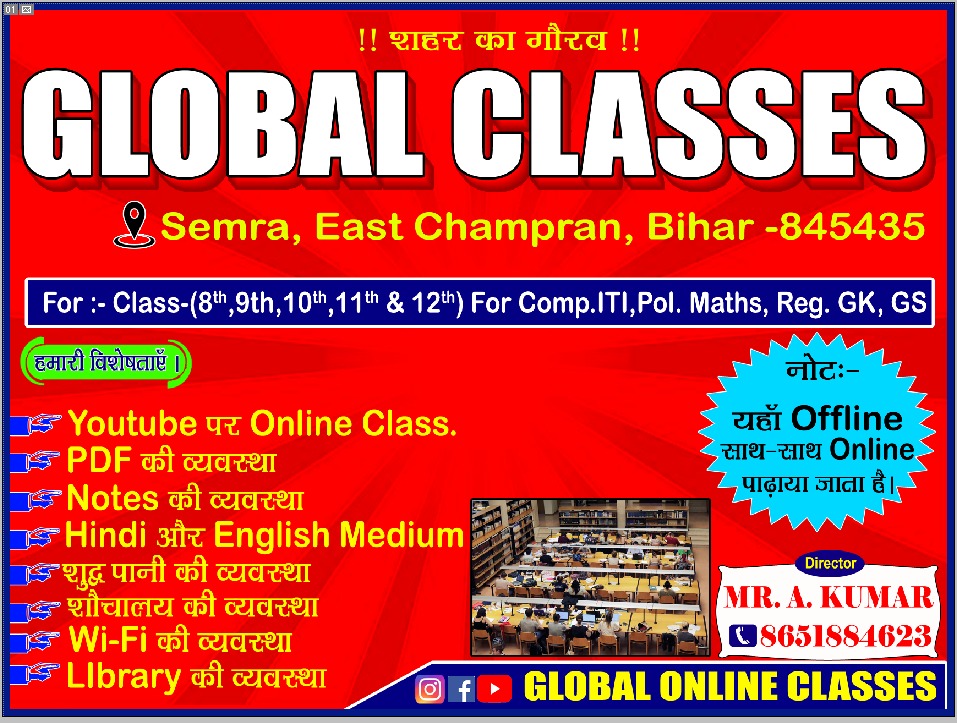 01
!! शहर का गौरव !!
GLOBAL CLASSES
Semra, East Champran, Bihar -845435
For :- Class-(8th,9th,10th,11th & 12th) For Comp.ITI,Pol. Maths, Reg. GK, GS
हमारी विशेषताएँ ।
Youtube पर Online Class.
PDF की व्यवस्था
Notes की व्यवस्था
Hindi और English Medium
शुद्ध पानी की व्यवस्था
शौचालय की व्यवस्था
Wi-Fi की व्यवस्था
LIbrary की व्यवस्था
नोटः-
यहाँ Offline
साथ-साथ Online
पाढ़ाया जाता है।
Director
MR. A. KUMAR
8651884623
GLOBAL ONLINE CLASSES